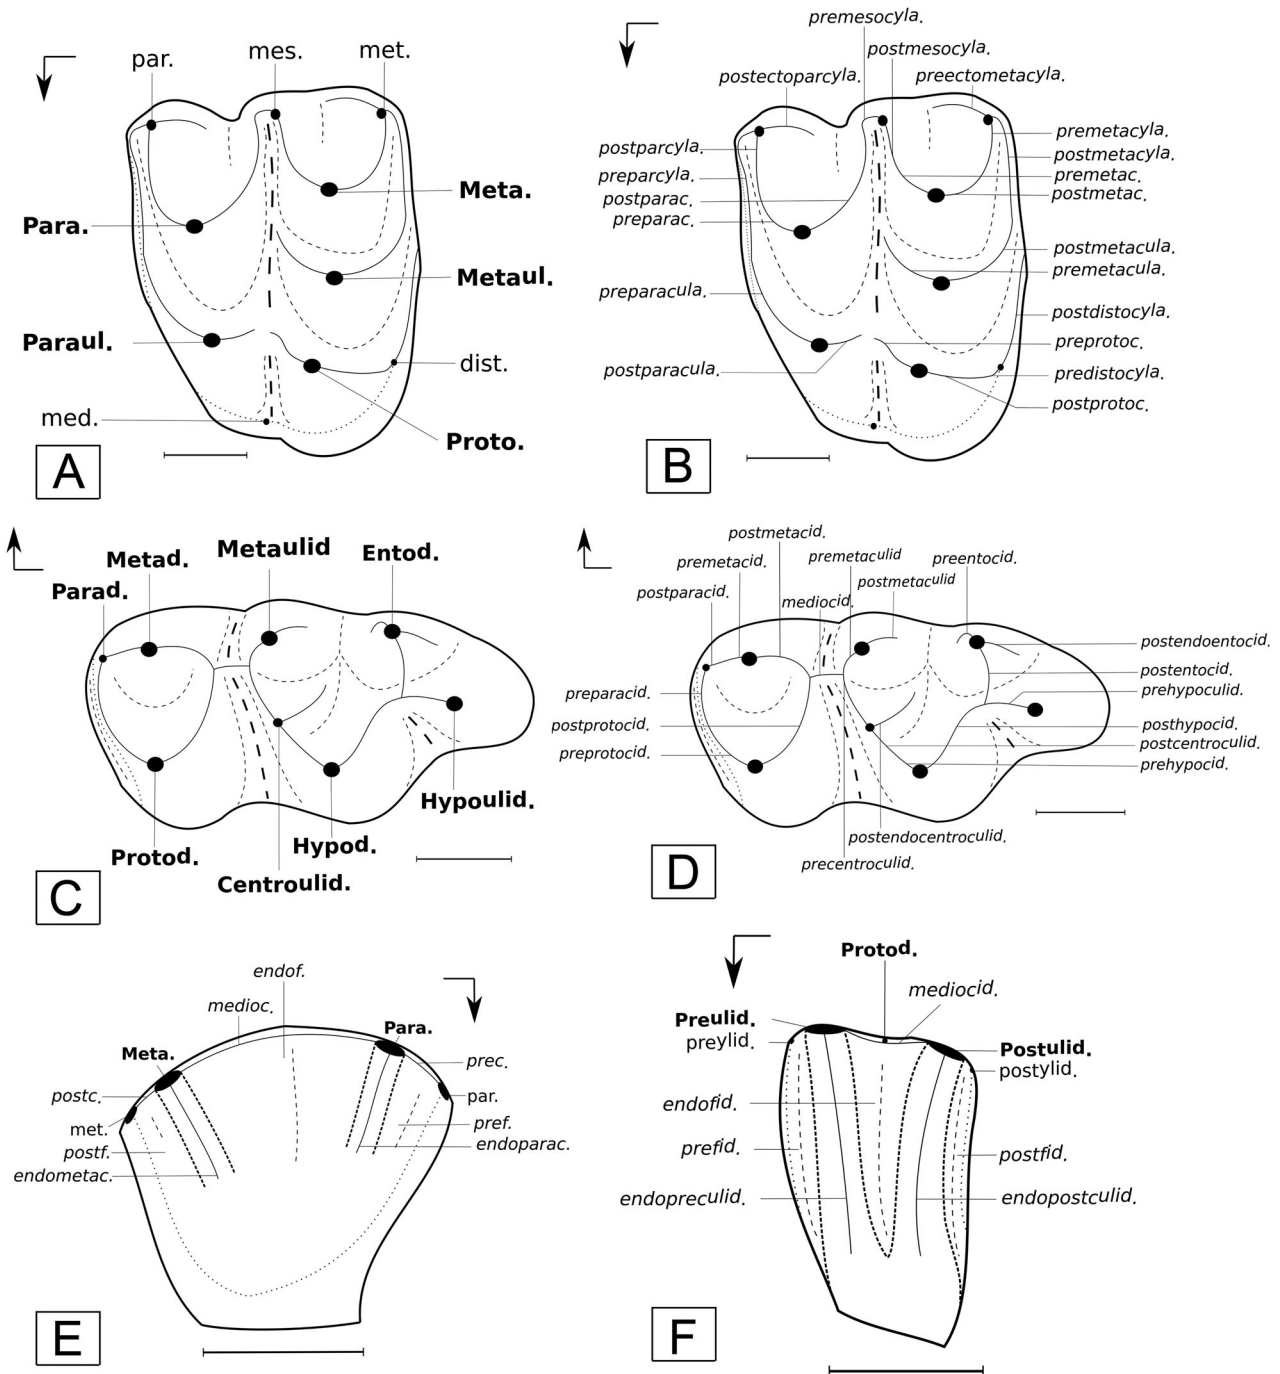 par.
mes.
met.
Meta.
Para.
Metaul.
Paraul.
dist.
med.
Proto.
A
premesocyla.
postmesocyla.
postectoparcyla.
preectometacyla.
premetacyla.
postparcyla.
postmetacyla.
preparcyla.
premetac.
postparac.
postmetac.
preparac.
postmetacula.
premetacula.
preparacula.
postdistocyla.
preprotoc.
postparacula.
predistocyla.
postprotoc.
B
Metad.
Metaulid
Entod.
Parad.
Hypoulid.
Protod.
Hypod.
Centroulid.
C
postmetacid.
premetacid.
premetaculid
preentocid.
postmetaculid
postparacid.
mediocid.
postendoentocid.
postentocid.
preparacid.
prehypoculid.
postprotocid.
posthypocid.
postcentroculid.
preprotocid.
prehypocid.
postendocentroculid.
precentroculid.
D
endof.
medioc.
Para.
Meta.
prec.
postc.
par.
met.
pref.
postf.
endoparac.
endometac.
E
Protod.
mediocid.
Preulid.
preylid.
Postulid.
postylid.
endofid.
prefid.
postfid.
endopreculid.
endopostculid.
F